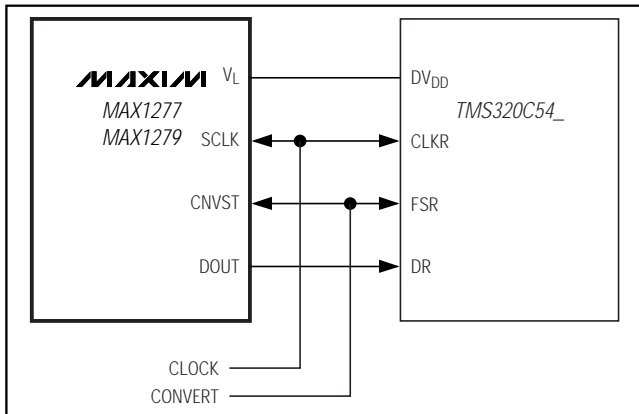 MAXIM
MAX1277
MAX1279
VL
SCLK
CNVST
DOUT
DVDD
TMS320C54_
CLKR
FSR
DR
CLOCK
CONVERT